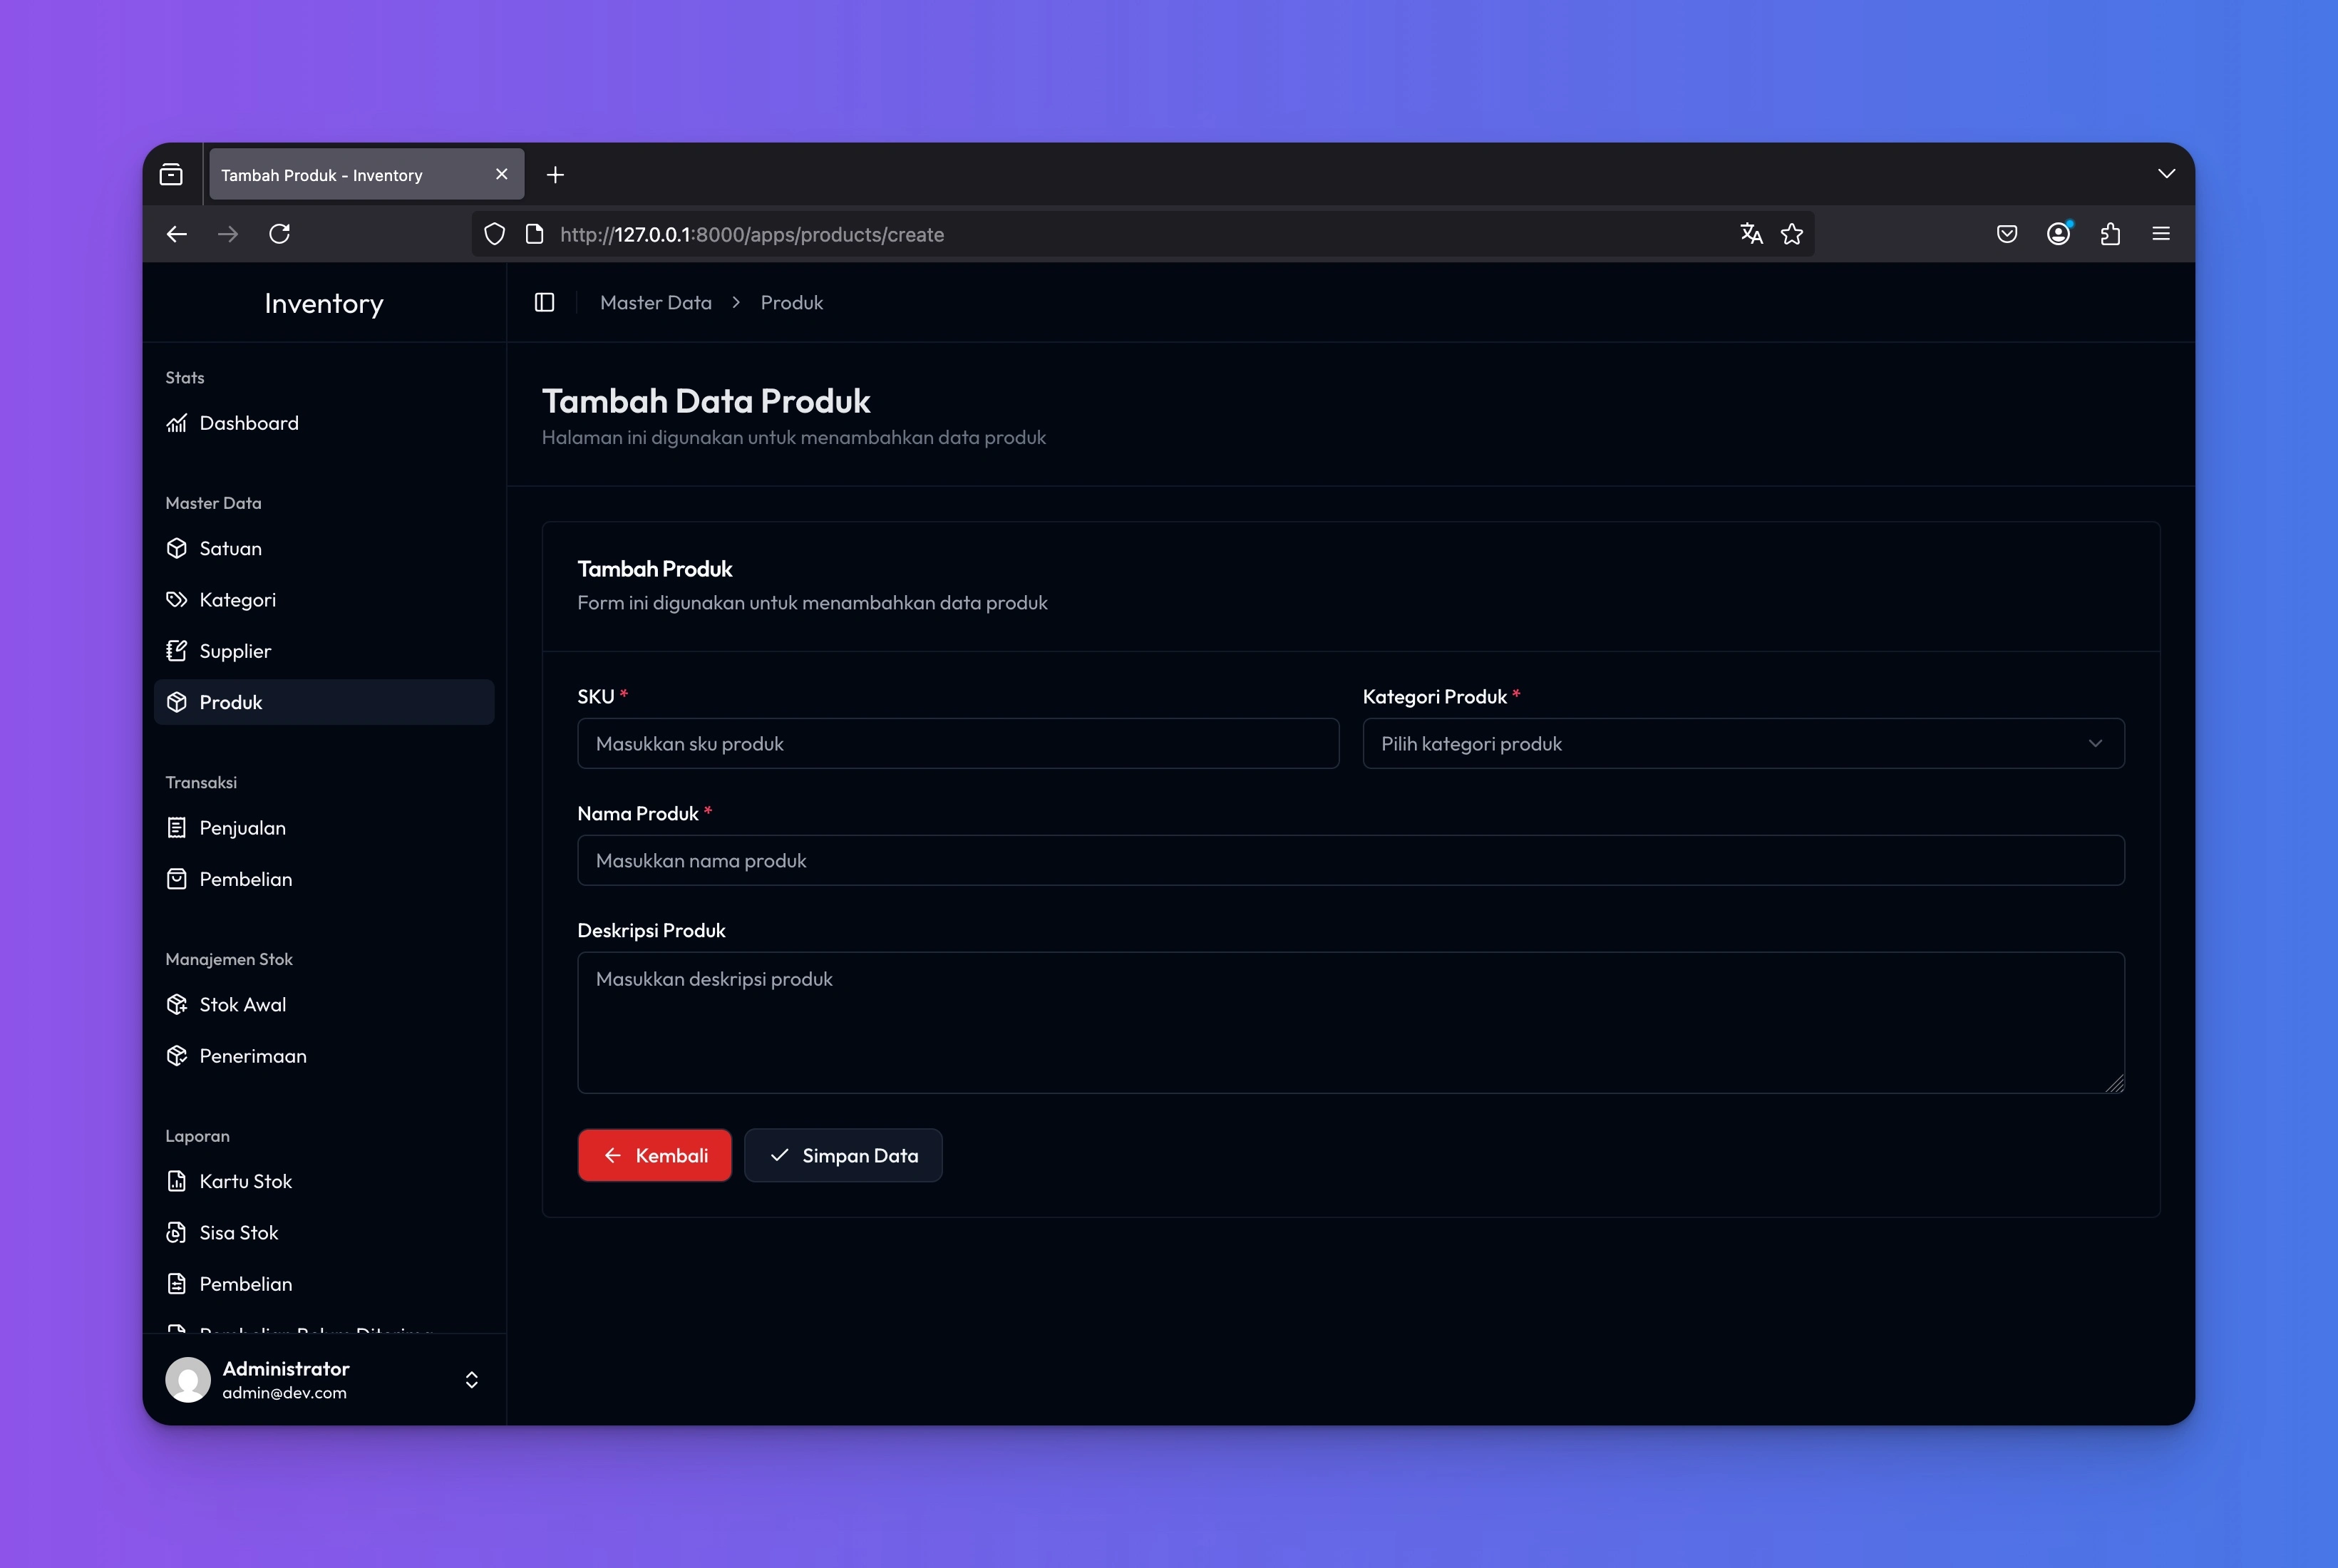 Tambah Produk - Inventory
http://127.0.0.1:8000/apps/products/create
Inventory
Stats
Dashboard
Master Data
Satuan
Kategori
Supplier
Produk
Transaksi
Penjualan
Pembelian
Manajemen Stok
Stok Awal
Penerimaan
Laporan
Kartu Stok
Sisa Stok
Pembelian
Pembelian Belum Diterima
Administrator
admin@dev.com
Master Data > Produk
Tambah Data Produk
Halaman ini digunakan untuk menambahkan data produk
Tambah Produk
Form ini digunakan untuk menambahkan data produk
SKU *
Masukkan sku produk
Kategori Produk *
Pilih kategori produk
Nama Produk *
Masukkan nama produk
Deskripsi Produk
Masukkan deskripsi produk
Kembali
Simpan Data